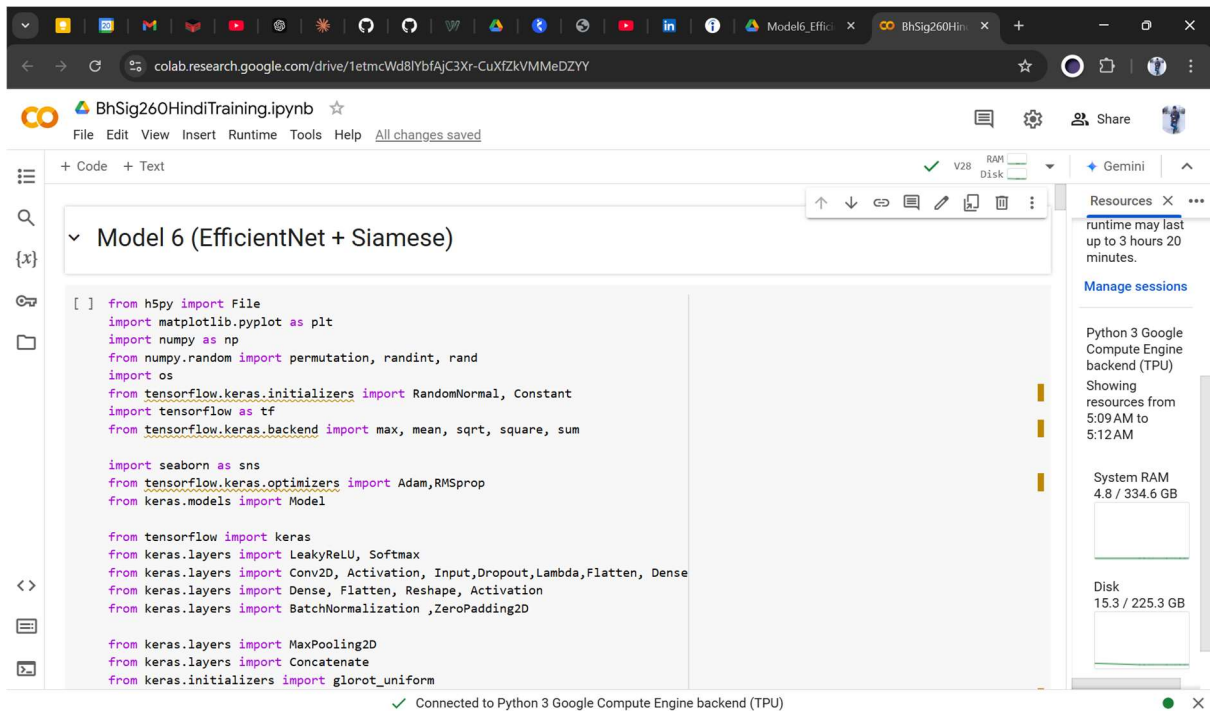 Model6_Effici
BhSig260Hin
colab.research.google.com/drive/1etmcWd8lYbfAjC3Xr-CuXfZkVMMeDZYY
BhSig260HindiTraining.ipynb
File Edit View Insert Runtime Tools Help All changes saved
Share
+ Code + Text
V28 RAM Disk
Gemini
Model 6 (EfficientNet + Siamese)
[ ] from h5py import File
import matplotlib.pyplot as plt
import numpy as np
from numpy.random import permutation, randint, rand
import os
from tensorflow.keras.initializers import RandomNormal, Constant
import tensorflow as tf
from tensorflow.keras.backend import max, mean, sqrt, square, sum
import seaborn as sns
from tensorflow.keras.optimizers import Adam,RMSprop
from keras.models import Model
from tensorflow import keras
from keras.layers import LeakyReLU, Softmax
from keras.layers import Conv2D, Activation, Input,Dropout,Lambda,Flatten, Dense
from keras.layers import Dense, Flatten, Reshape, Activation
from keras.layers import BatchNormalization ,ZeroPadding2D
from keras.layers import MaxPooling2D
from keras.layers import Concatenate
from keras.initializers import glorot_uniform
Resources
runtime may last
up to 3 hours 20
minutes.
Manage sessions
Python 3 Google
Compute Engine
backend (TPU)
Showing
resources from
5:09 AM to
5:12 AM
System RAM
4.8 / 334.6 GB
Disk
15.3 / 225.3 GB
Connected to Python 3 Google Compute Engine backend (TPU)